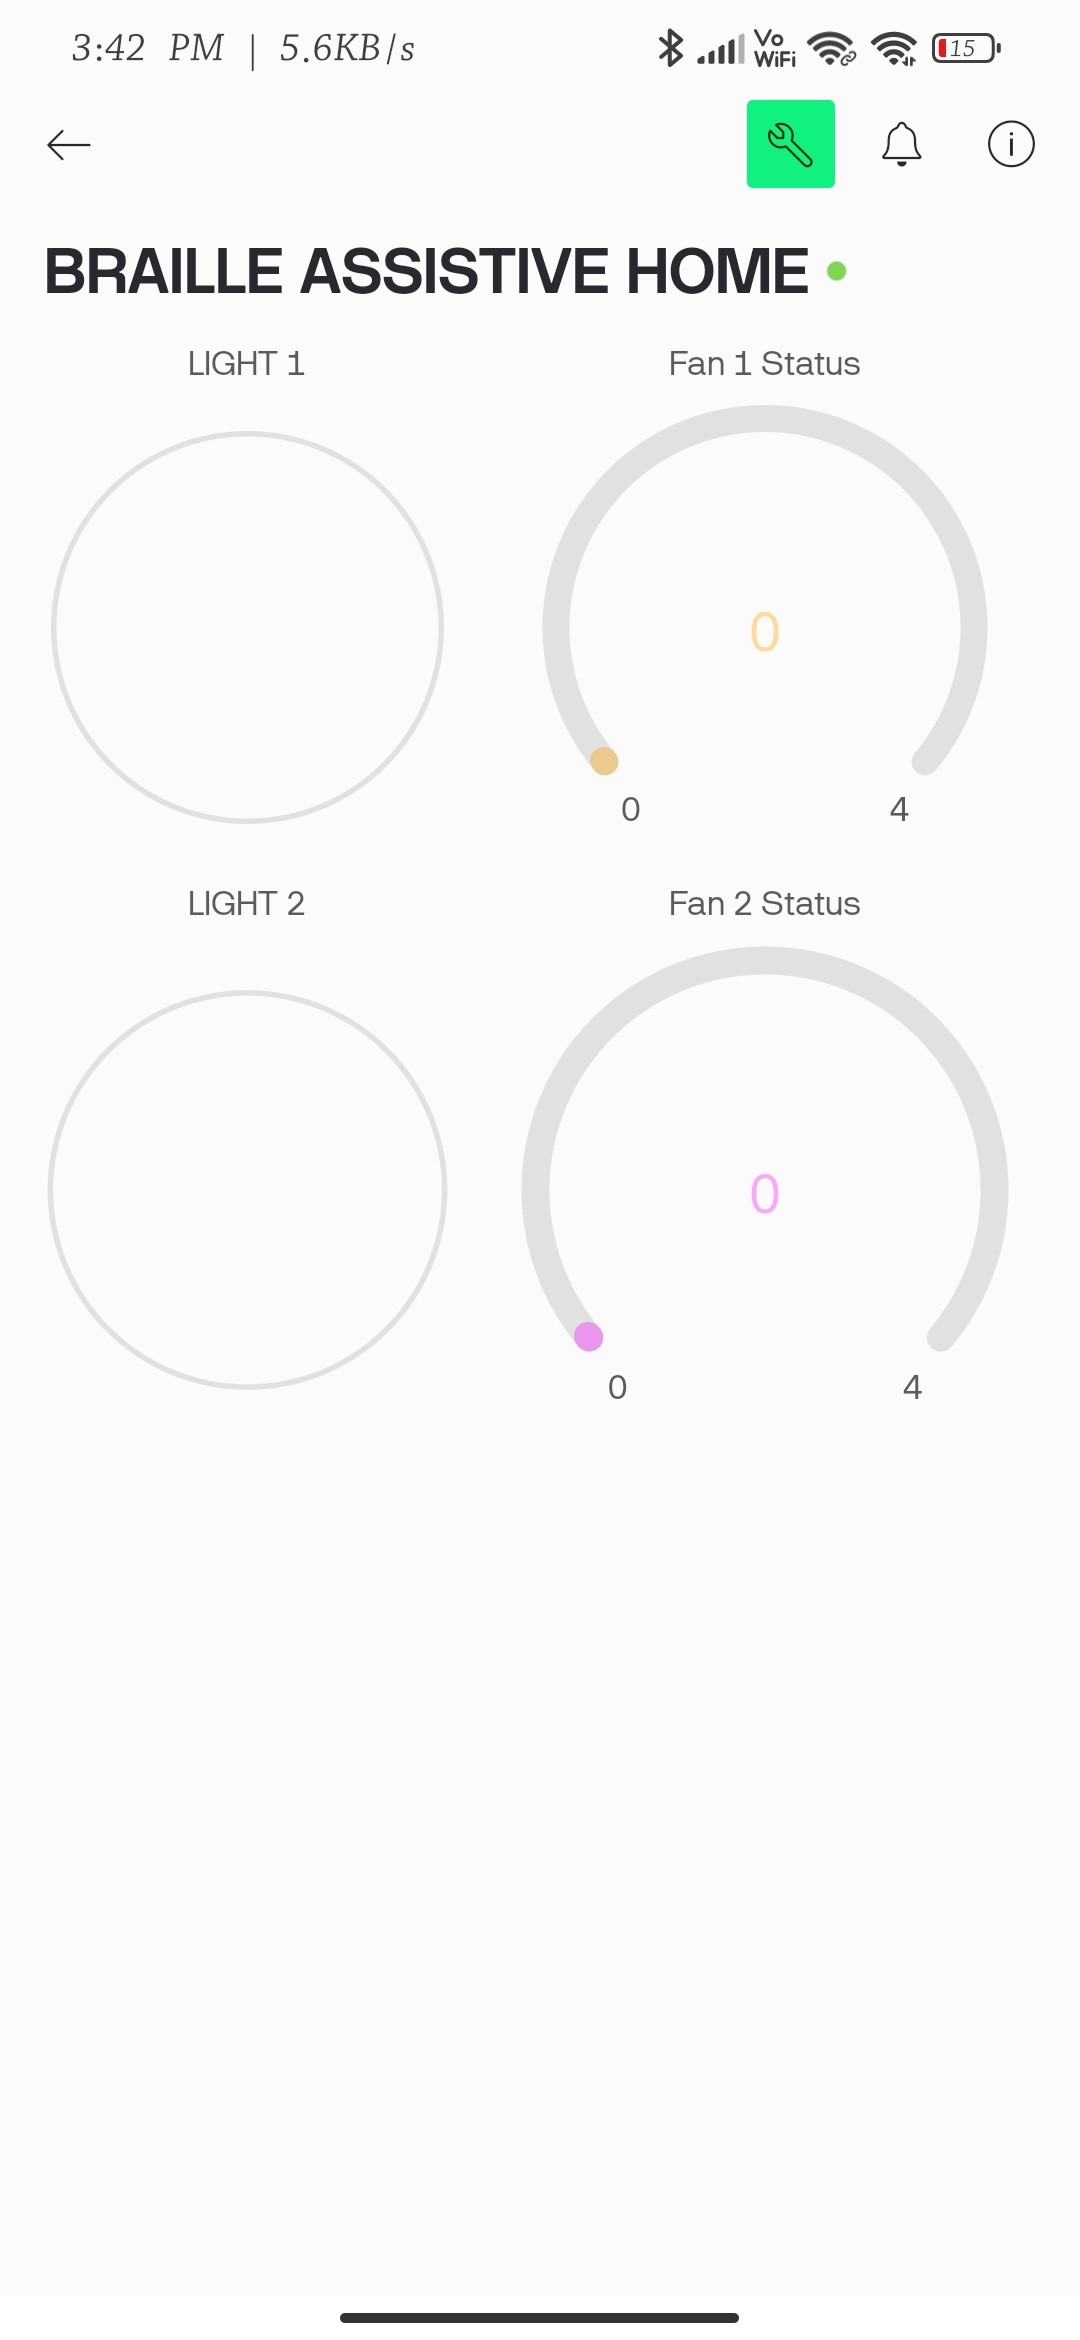 3:42 PM | 5.6KB/s Vo WiFi 15
BRAILLE ASSISTIVE HOME
LIGHT 1 Fan 1 Status
0
0 4
LIGHT 2 Fan 2 Status
0
0 4